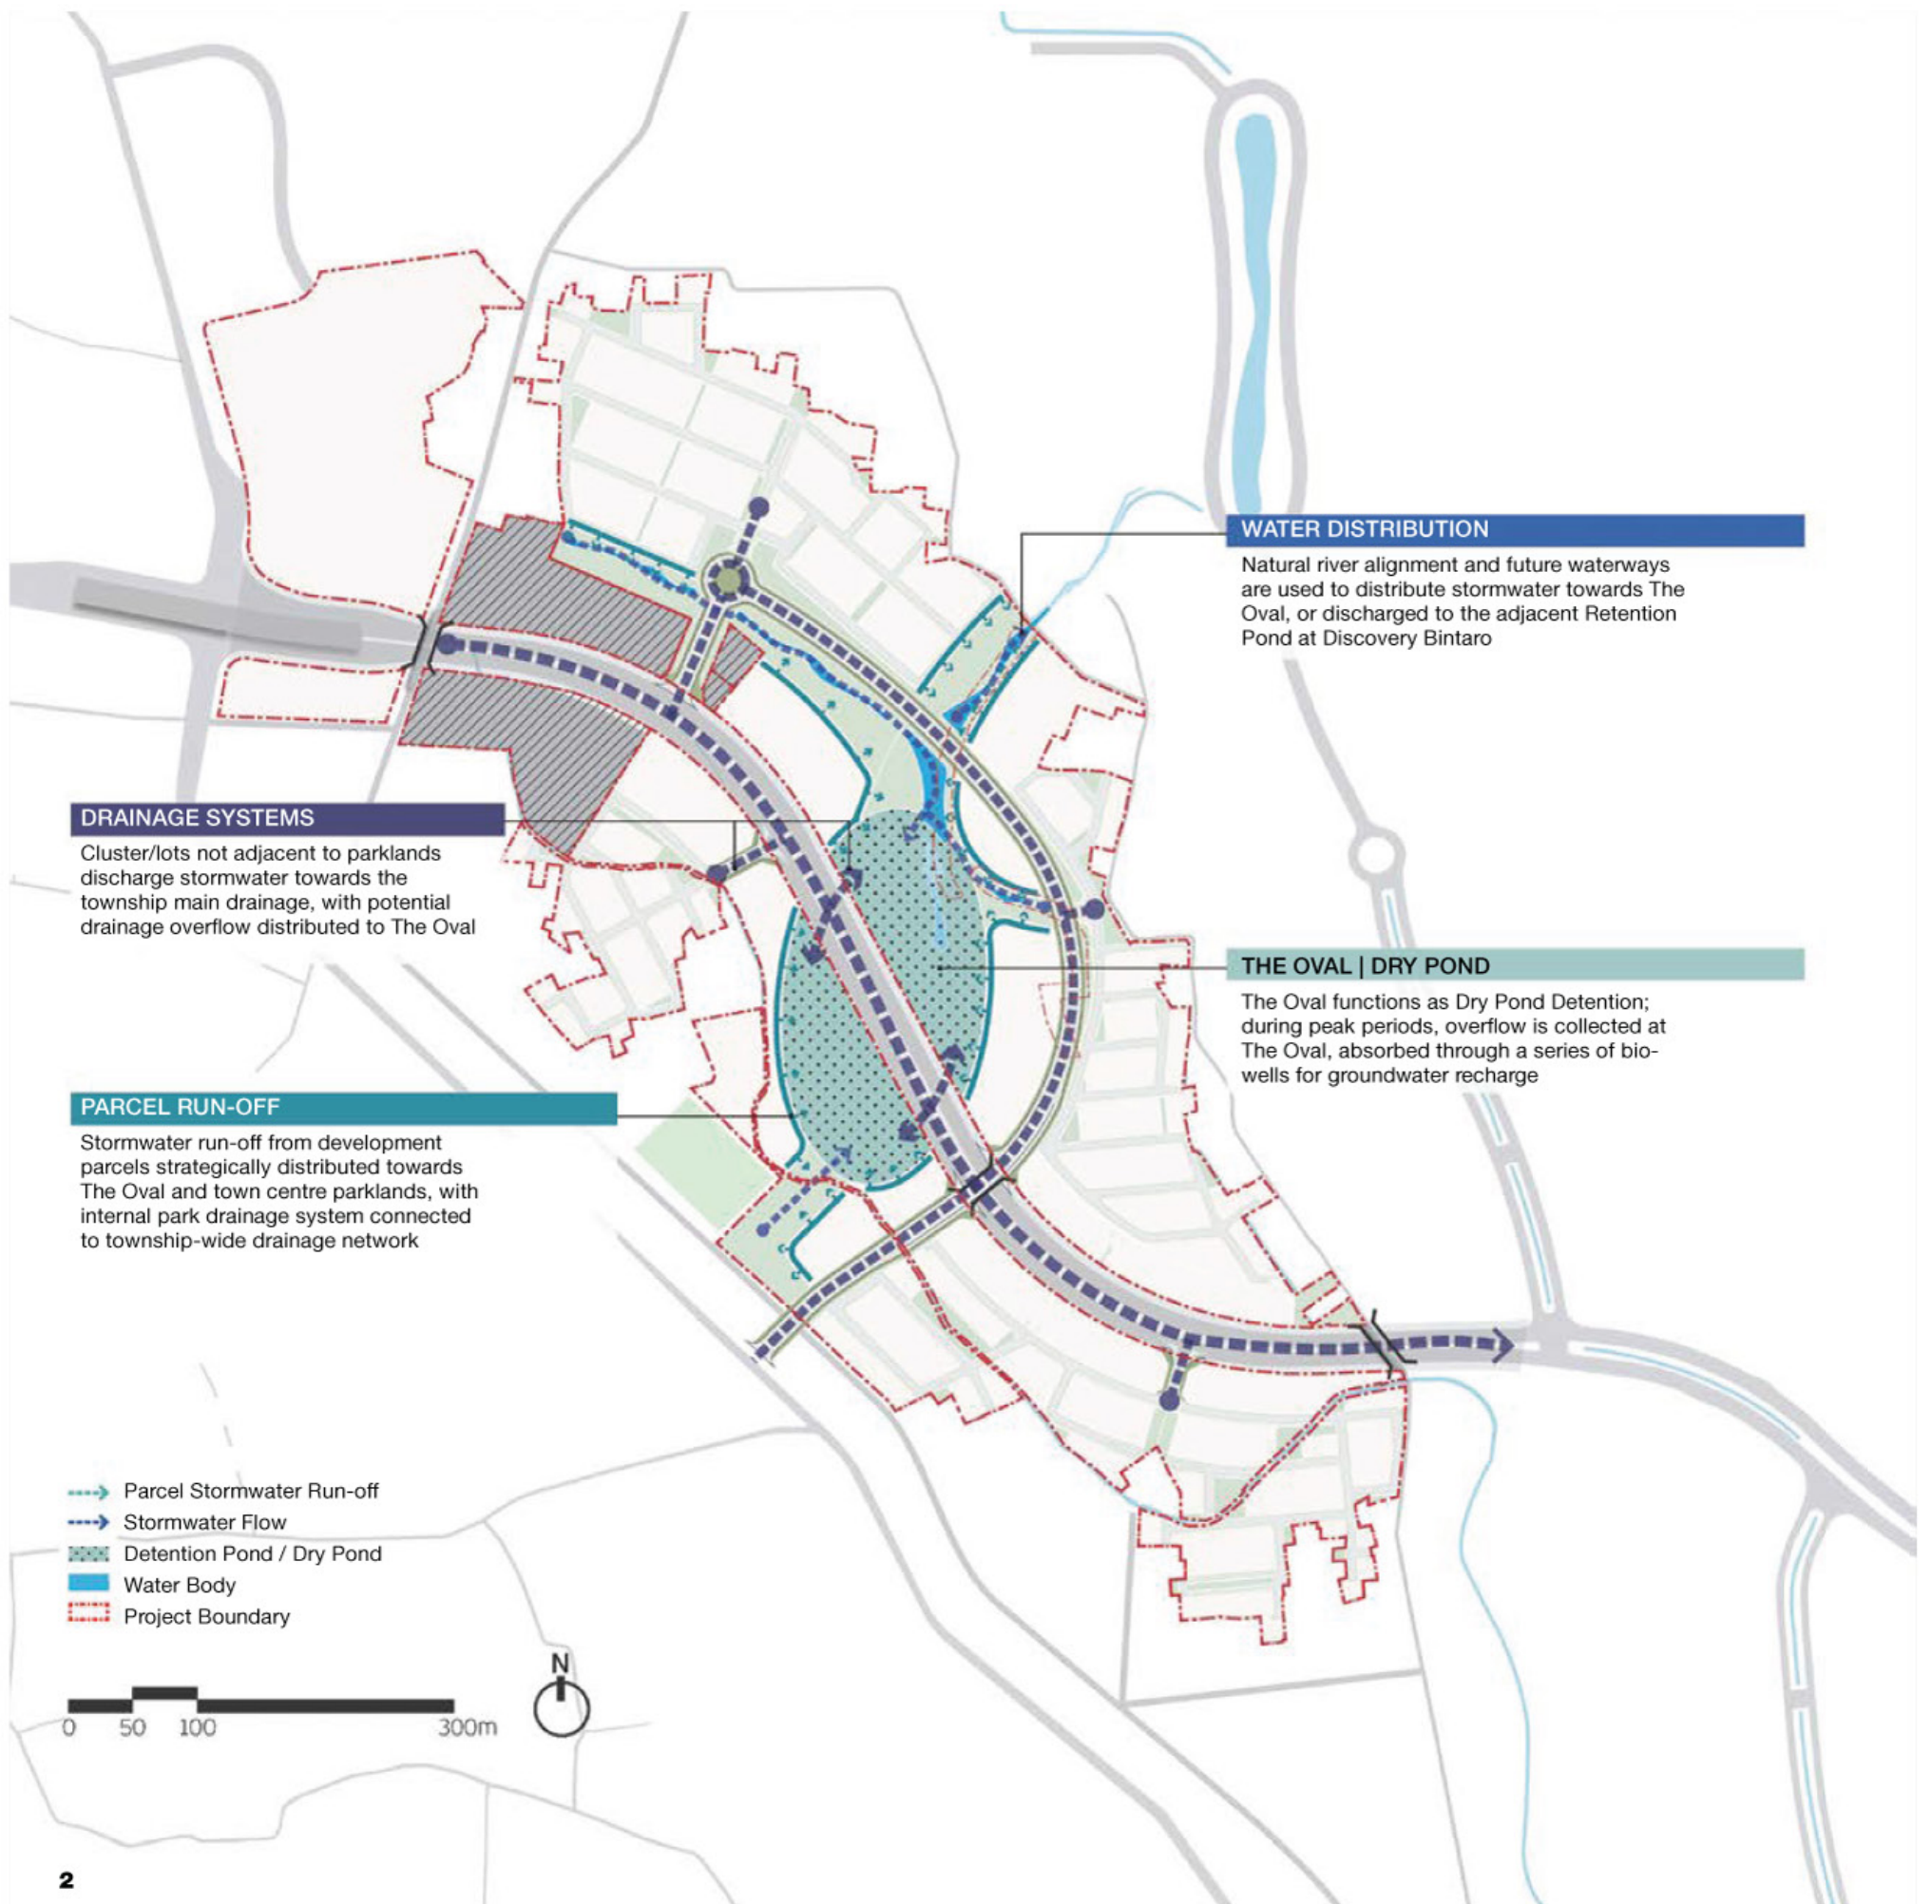 WATER DISTRIBUTION
Natural river alignment and future waterways
are used to distribute stormwater towards The
Oval, or discharged to the adjacent Retention
Pond at Discovery Bintaro
DRAINAGE SYSTEMS
Cluster/lots not adjacent to parklands
discharge stormwater towards the
township main drainage, with potential
drainage overflow distributed to The Oval
THE OVAL | DRY POND
The Oval functions as Dry Pond Detention;
during peak periods, overflow is collected at
The Oval, absorbed through a series of bio-
wells for groundwater recharge
PARCEL RUN-OFF
Stormwater run-off from development
parcels strategically distributed towards
The Oval and town centre parklands, with
internal park drainage system connected
to township-wide drainage network
Parcel Stormwater Run-off
Stormwater Flow
Detention Pond / Dry Pond
Water Body
Project Boundary
N
0 50 100 300m
2